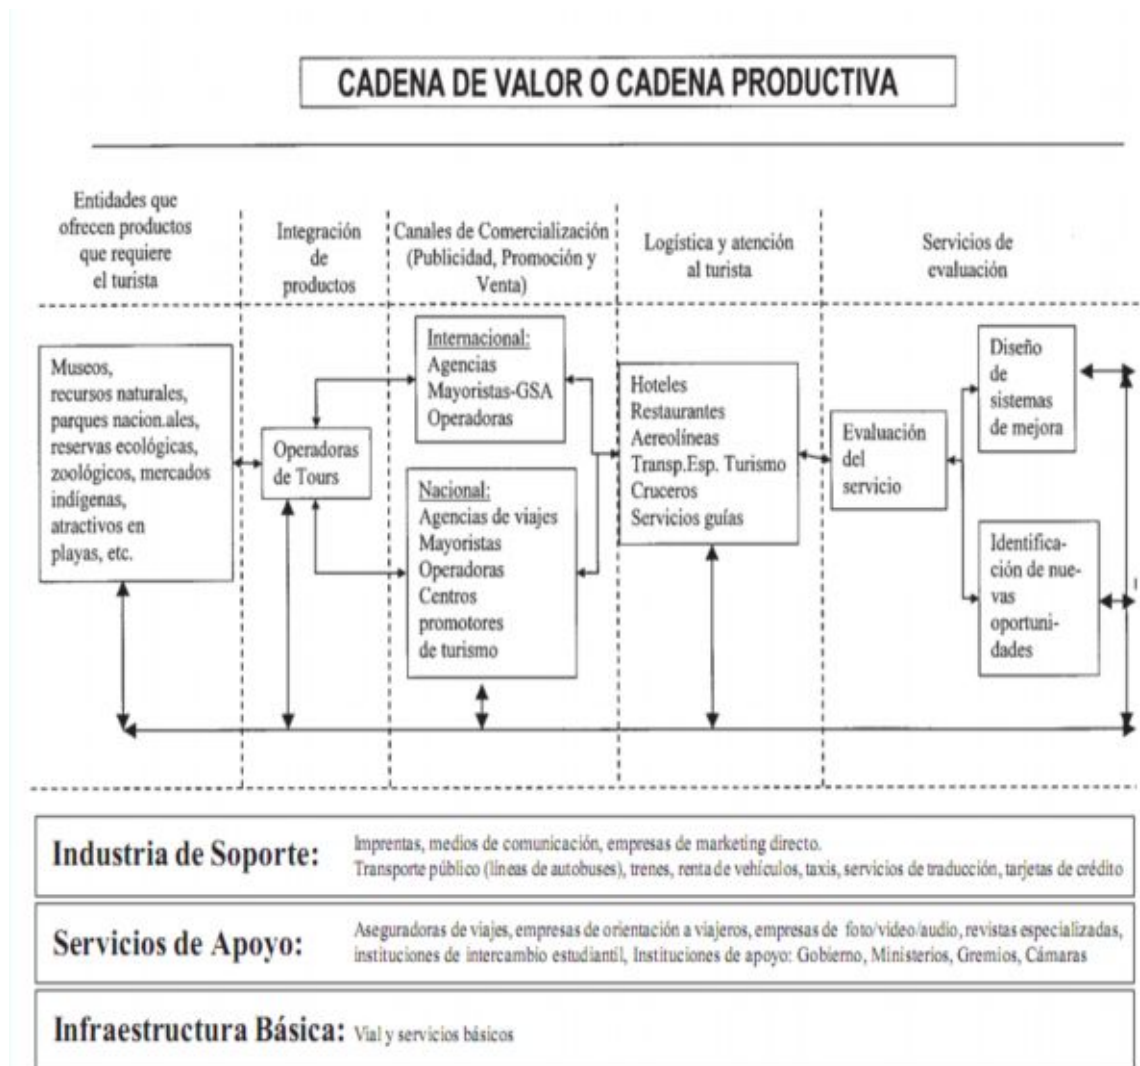 CADENA DE VALOR O CADENA PRODUCTIVA
Entidades que
ofrecen productos
que requiere
el turista
Integración
de
productos
Canales de Comercialización
(Publicidad, Promoción y
Venta)
Logística y atención
al turista
Servicios de
evaluación
Museos,
recursos naturales,
parques nacion.ales,
reservas ecológicas,
zoológicos, mercados
indígenas,
atractivos en
playas, etc.
Operadoras
de Tours
Internacional:
Agencias
Mayoristas-GSA
Operadoras
Nacional:
Agencias de viajes
Mayoristas
Operadoras
Centros
promotores
de turismo
Hoteles
Restaurantes
Aereolíneas
Transp.Esp. Turismo
Cruceros
Servicios guías
Evaluación
del
servicio
Diseño
de
sistemas
de mejora
Identifica-
ción de nue-
vas
oportuni-
dades
Industria de Soporte:
Imprentas, medios de comunicación, empresas de marketing directo.
Transporte público (líneas de autobuses), trenes, renta de vehículos, taxis, servicios de traducción, tarjetas de crédito
Servicios de Apoyo:
Aseguradoras de viajes, empresas de orientación a viajeros, empresas de foto/video/audio, revistas especializadas,
instituciones de intercambio estudiantil, Instituciones de apoyo: Gobierno, Ministerios, Gremios, Cámaras
Infraestructura Básica: Vial y servicios básicos